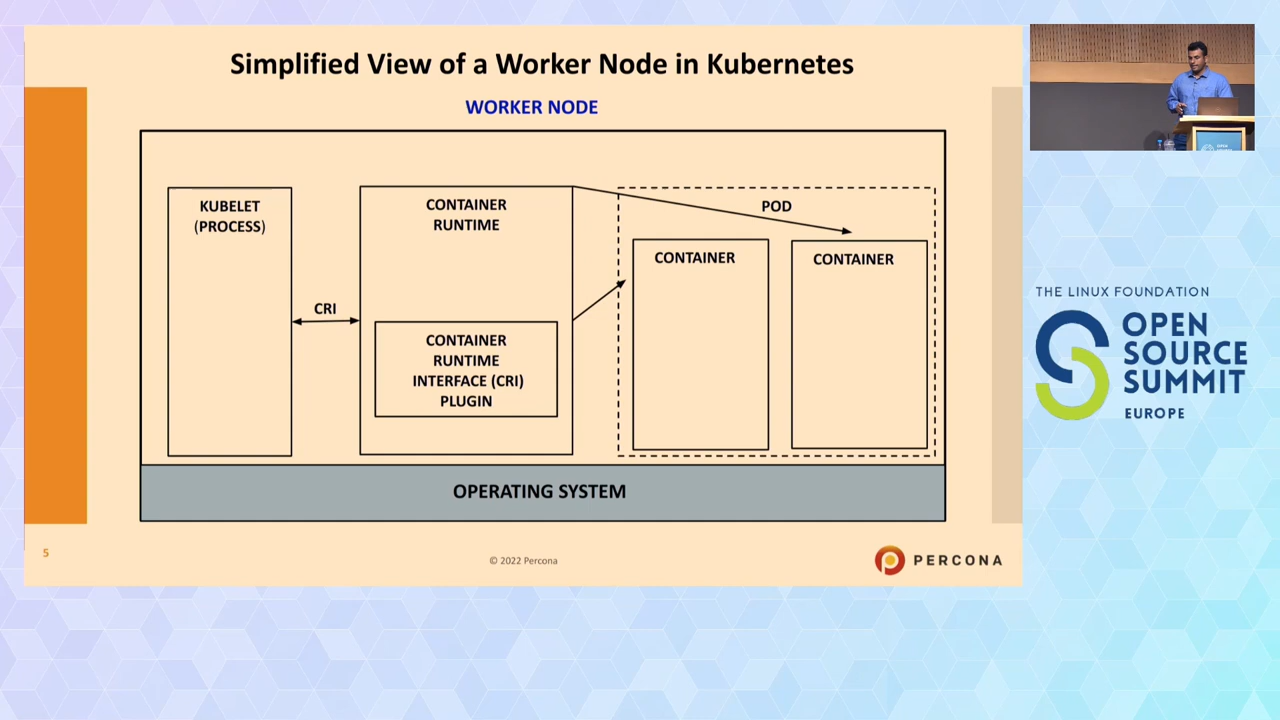 Simplified View of a Worker Node in Kubernetes
WORKER NODE
KUBELET
(PROCESS)
CRI
CONTAINER
RUNTIME
CONTAINER
RUNTIME
INTERFACE (CRI)
PLUGIN
POD
CONTAINER
CONTAINER
OPERATING SYSTEM
5
© 2022 Percona
PERCONA
THE LINUX FOUNDATION
OPEN
SOURCE
SUMMIT
EUROPE